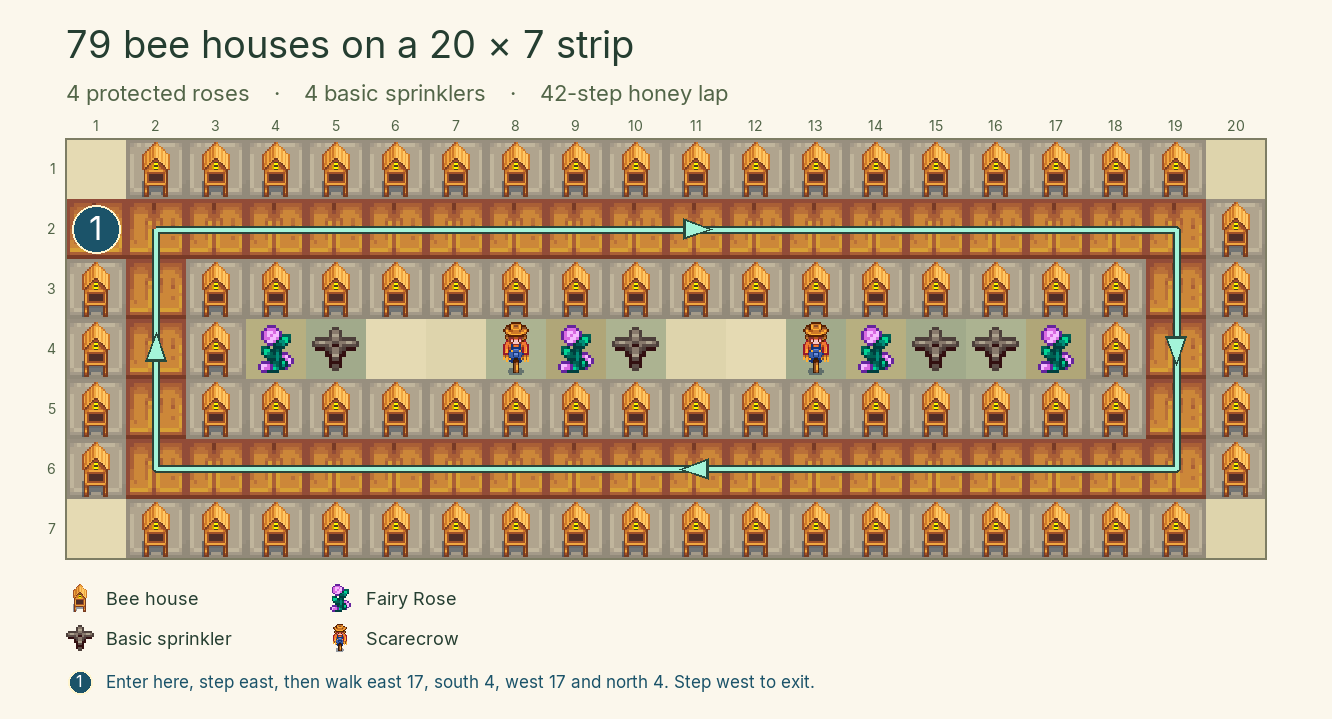 79 bee houses on a 20 × 7 strip
4 protected roses · 4 basic sprinklers · 42-step honey lap
1 2 3 4 5 6 7 8 9 10 11 12 13 14 15 16 17 18 19 20
1
2 1
3
4
5
6
7
Bee house Fairy Rose
Basic sprinkler Scarecrow
1 Enter here, step east, then walk east 17, south 4, west 17 and north 4. Step west to exit.